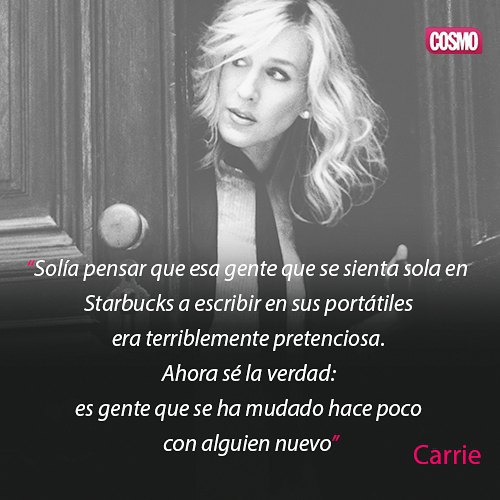 COSMO
“Solía pensar que esa gente que se sienta sola en
Starbucks a escribir en sus portátiles
era terriblemente pretenciosa.
Ahora sé la verdad:
es gente que se ha mudado hace poco
con alguien nuevo”
Carrie